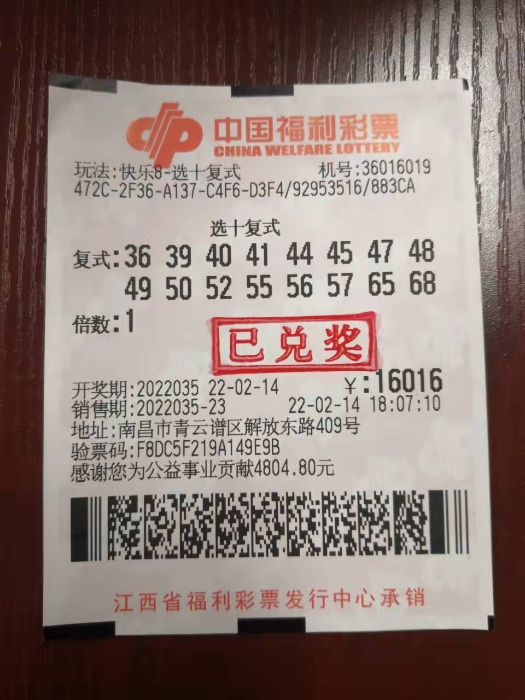 中国福利彩票
CHINA WELFARE LOTTERY
玩法:快乐8-选十复式 机号:36016019
472C-2F36-A137-C4F6-D3F4/92953516/883CA
选十复式
复式:36 39 40 41 44 45 47 48
49 50 52 55 56 57 65 68
倍数:1
已兑奖
开奖期:2022035 22-02-14 ¥:16016
销售期:2022035-23 22-02-14 18:07:10
地址:南昌市青云谱区解放东路409号
验票码:F8DC5F219A149E9B
感谢您为公益事业贡献4804.80元
江西省福利彩票发行中心承销